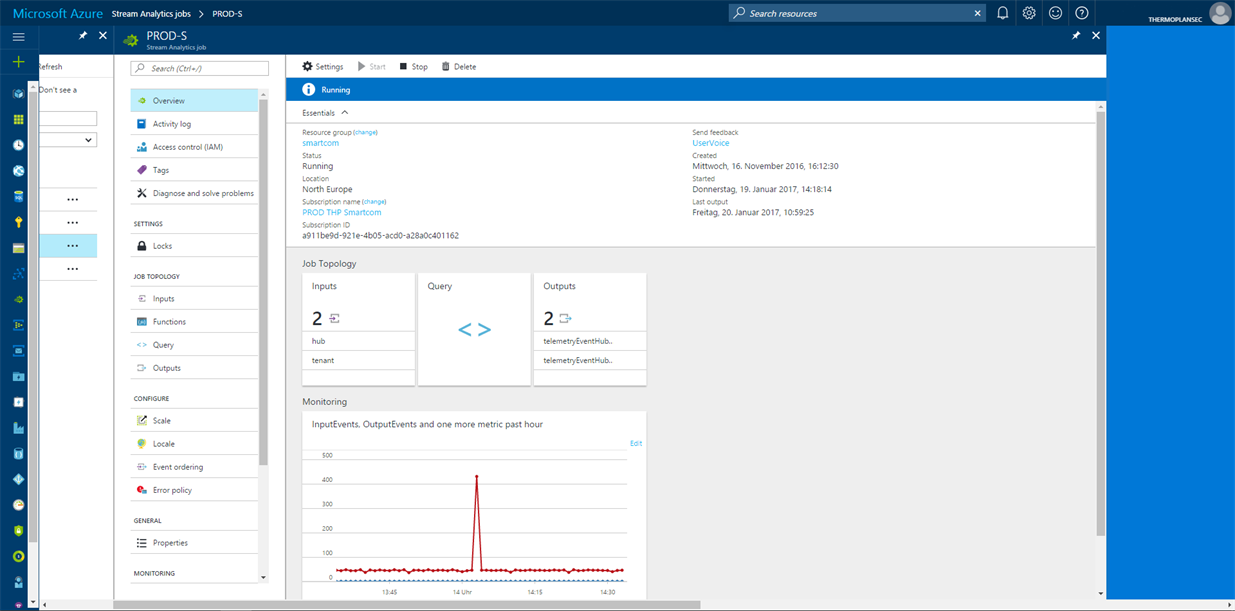 Microsoft Azure Stream Analytics jobs > PROD-S
Search resources
THERMOPLANSEC
PROD-S
Stream Analytics job
Refresh
Don't see a
Search (Ctrl+/)
Overview
Activity log
Access control (IAM)
Tags
Diagnose and solve problems
SETTINGS
Locks
JOB TOPOLOGY
Inputs
Functions
Query
Outputs
CONFIGURE
Scale
Locale
Event ordering
Error policy
GENERAL
Properties
MONITORING
Settings Start Stop Delete
Running
Essentials
Resource group (change)
smartcom
Status
Running
Location
North Europe
Subscription name (change)
PROD THP Smartcom
Subscription ID
a911be9d-921e-4b05-acd0-a28a0c401162
Send feedback
UserVoice
Created
Mittwoch, 16. November 2016, 16:12:30
Started
Donnerstag, 19. Januar 2017, 14:18:14
Last output
Freitag, 20. Januar 2017, 10:59:25
Job Topology
Inputs
2
hub
tenant
Query
< >
Outputs
2
telemetryEventHub..
telemetryEventHub..
Monitoring
InputEvents, OutputEvents and one more metric past hour
Edit
500
400
300
200
100
0
13:45 14 Uhr 14:15 14:30